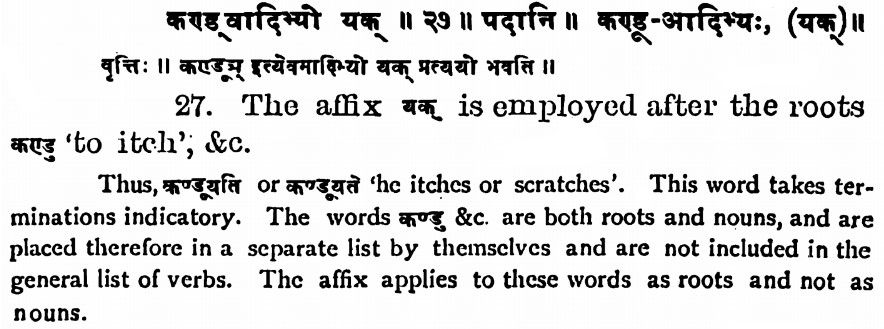 कण्ड्वादिभ्यो यक् ॥ २७ ॥ पदानि ॥ कण्डू-आदिभ्यः, (यक्)॥
वृत्तिः ॥ कण्डूञ् इत्येवमादिभ्यो यक् प्रत्ययो भवति ॥
27. The affix यक् is employed after the roots
कण्डु ‘to itch’; &c.
Thus, कण्डूयति or कण्डूयते ‘he itches or scratches’. This word takes ter-
minations indicatory. The words कण्डु &c. are both roots and nouns, and are
placed therefore in a separate list by themselves and are not included in the
general list of verbs. The affix applies to these words as roots and not as
nouns.